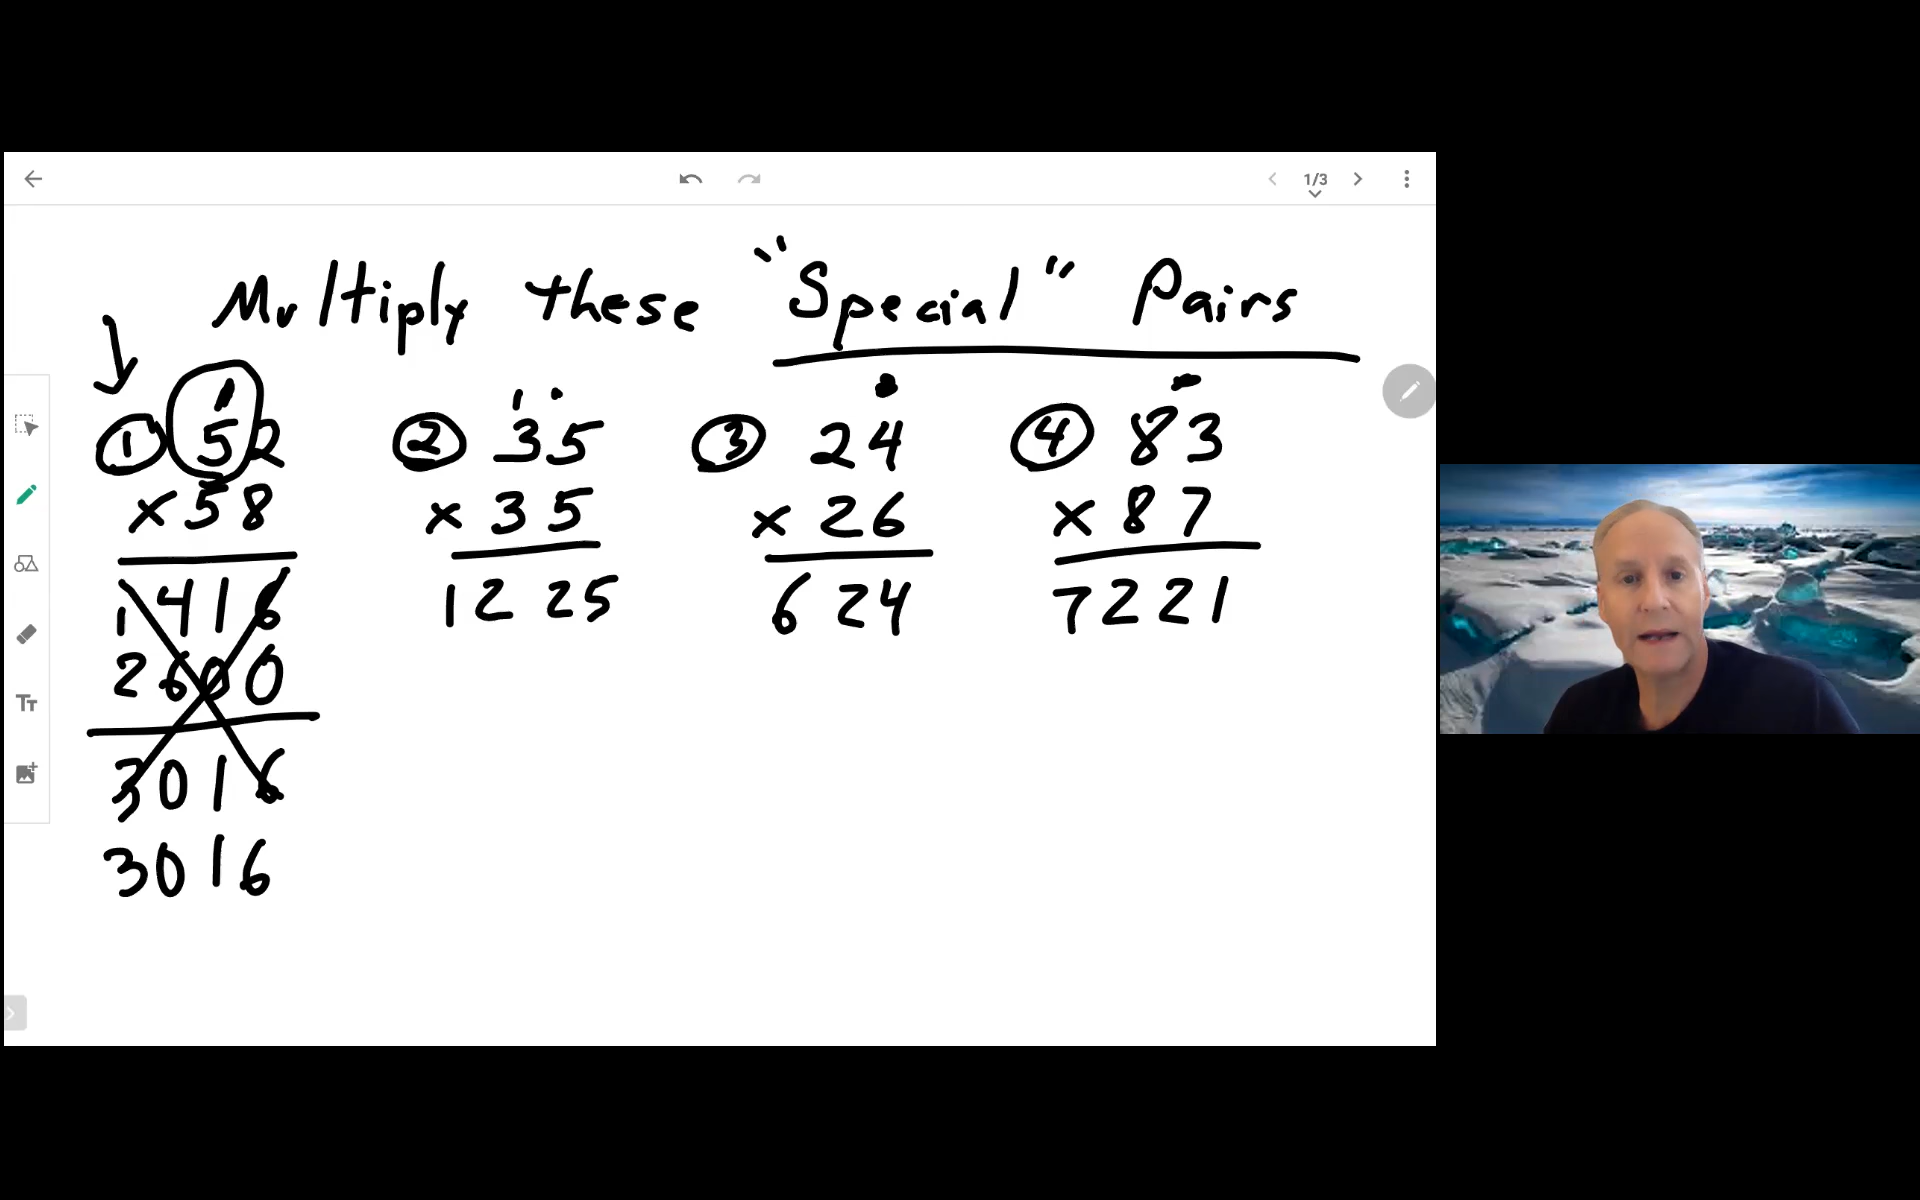 1/3
Multiply these "Special" Pairs
① 52 ② 35 ③ 24 ④ 83
x 58 x 35 x 26 x 87
1416 1225 624 7221
2600
3016
3016
Tт